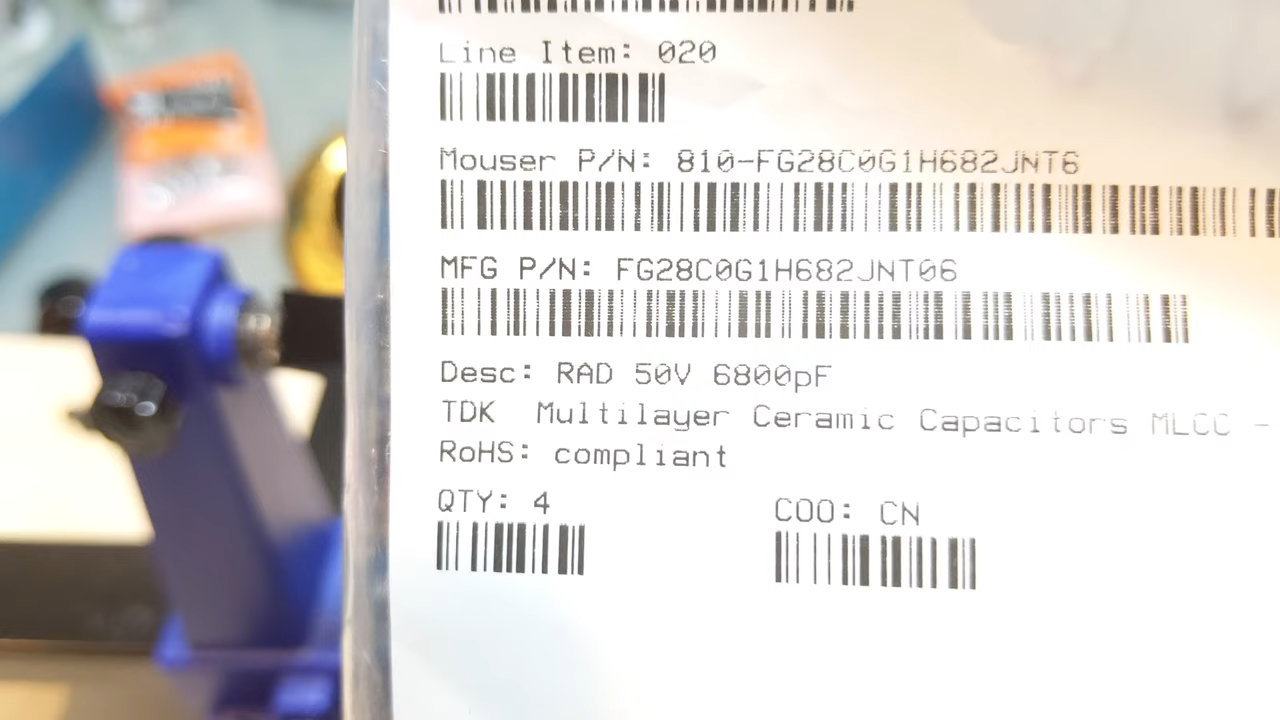 Line Item: 020
Mouser P/N: 810-FG28C0G1H682JNT6
MFG P/N: FG28C0G1H682JNT06
Desc: RAD 50V 6800pF
TDK Multilayer Ceramic Capacitors MLCC -
RoHS: compliant
QTY: 4
COO: CN